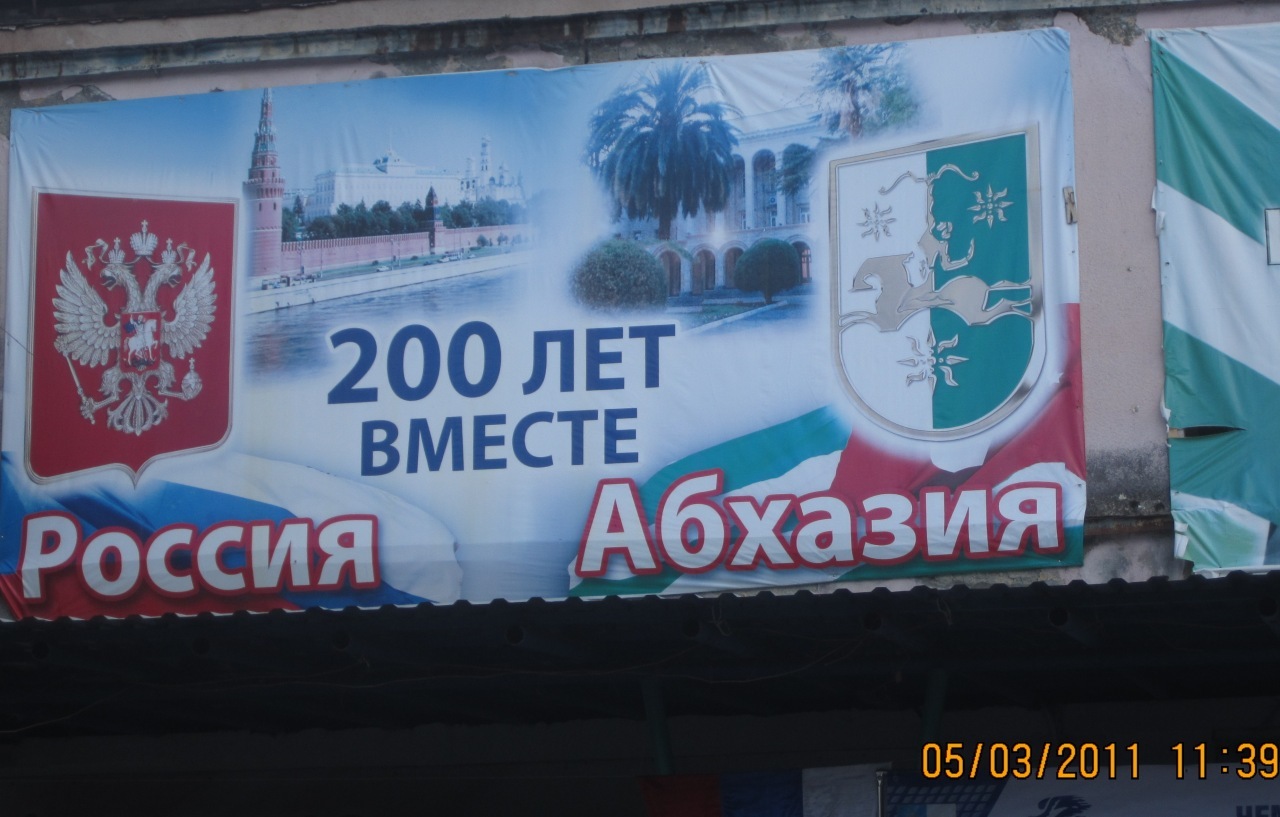 200 ЛЕТ
ВМЕСТЕ
Россия
Абхазия
05/03/2011 11:39